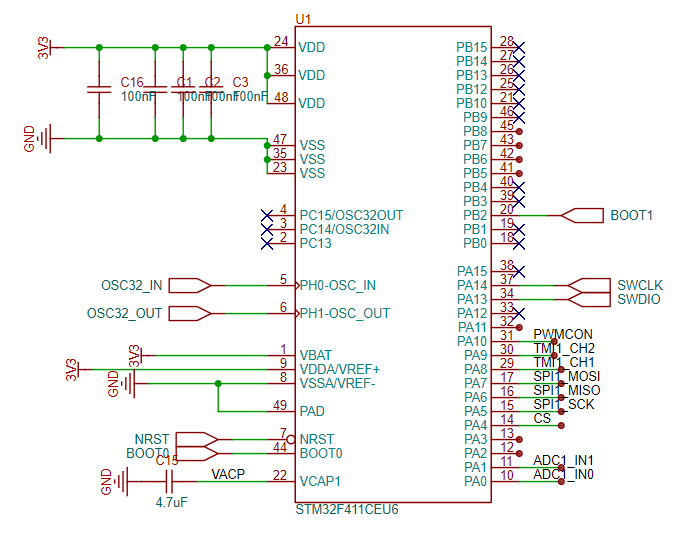 U1
3V3
24 VDD
36 VDD
48 VDD
C16 C1 C2 C3
100nF 100nF 100nF 100nF
GND
47 VSS
35 VSS
23 VSS
4 PC15/OSC32OUT
3 PC14/OSC32IN
2 PC13
OSC32_IN 5 PH0-OSC_IN
OSC32_OUT 6 PH1-OSC_OUT
3V3 1 VBAT
3V3 9 VDDA/VREF+
GND 8 VSSA/VREF-
49 PAD
NRST 7 NRST
BOOT0 44 BOOT0
C15
GND 4.7uF VACP 22 VCAP1
PB15 28
PB14 27
PB13 26
PB12 25
PB10 21
PB9 46
PB8 45
PB7 43
PB6 42
PB5 41
PB4 40
PB3 39
PB2 20 BOOT1
PB1 19
PB0 18
PA15 38
PA14 37 SWCLK
PA13 34 SWDIO
PA12 33
PA11 32
PA10 31 PWMCON
PA9 30 TMI1_CH2
PA8 29 TMI1_CH1
PA7 17 SPI1_MOSI
PA6 16 SPI1_MISO
PA5 15 SPI1_SCK
PA4 14 CS
PA3 13
PA2 12
PA1 11 ADC1_IN1
PA0 10 ADC1_IN0
STM32F411CEU6